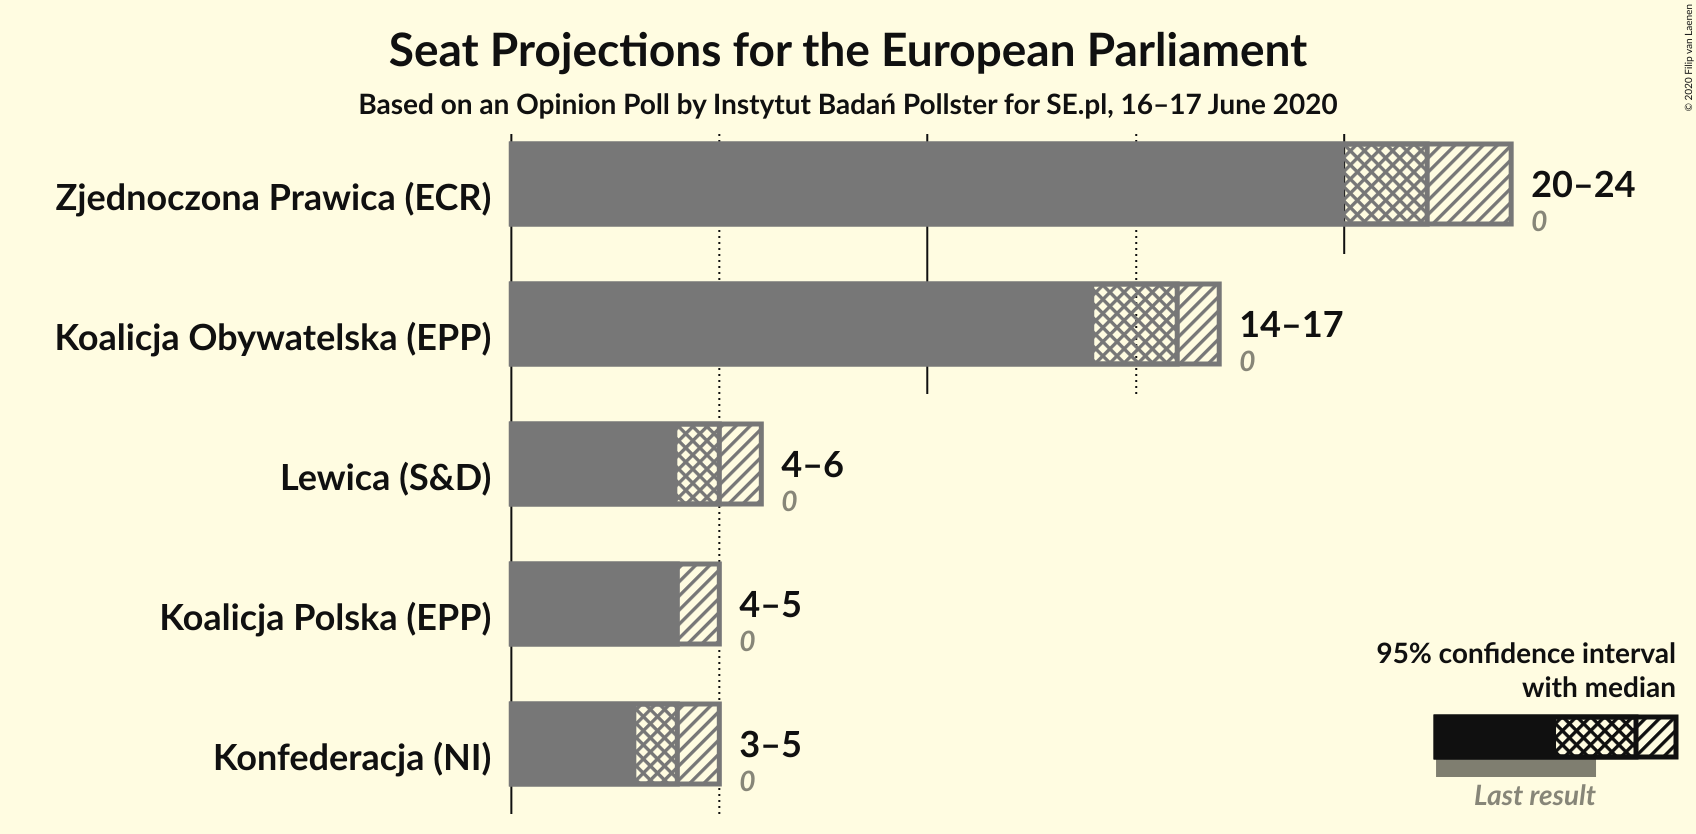 Seat Projections for the European Parliament
Based on an Opinion Poll by Instytut Badań Pollster for SE.pl, 16–17 June 2020
© 2020 Filip van Laenen
Zjednoczona Prawica (ECR)
20–24
0
Koalicja Obywatelska (EPP)
14–17
0
Lewica (S&D)
4–6
0
Koalicja Polska (EPP)
4–5
0
Konfederacja (NI)
3–5
0
95% confidence interval
with median
Last result